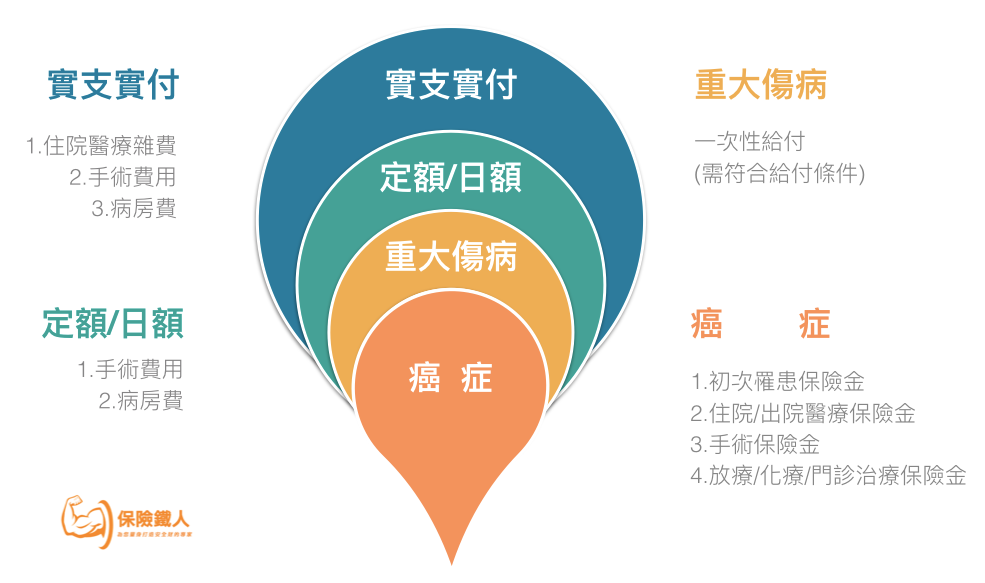 實支實付
1.住院醫療雜費
2.手術費用
3.病房費
定額/日額
1.手術費用
2.病房費
實支實付
定額/日額
重大傷病
癌 症
重大傷病
一次性給付
(需符合給付條件)
癌 症
1.初次罹患保險金
2.住院/出院醫療保險金
3.手術保險金
4.放療/化療/門診治療保險金
保險鐵人